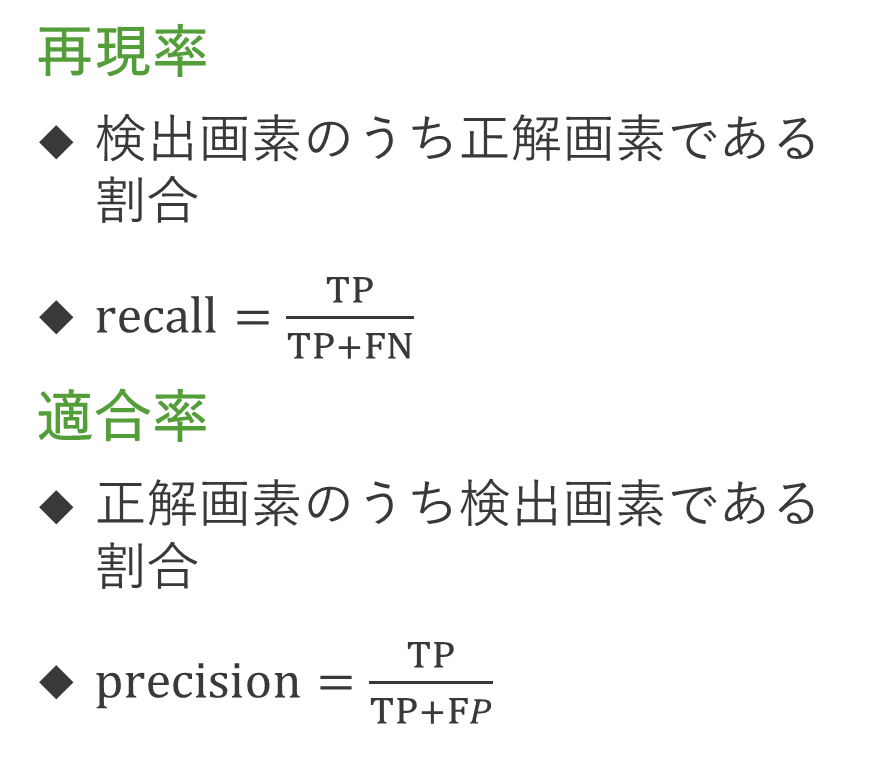 再現率
◆ 検出画素のうち正解画素である
割合
◆ recall = TP/TP+FN
適合率
◆ 正解画素のうち検出画素である
割合
◆ precision = TP/TP+FP